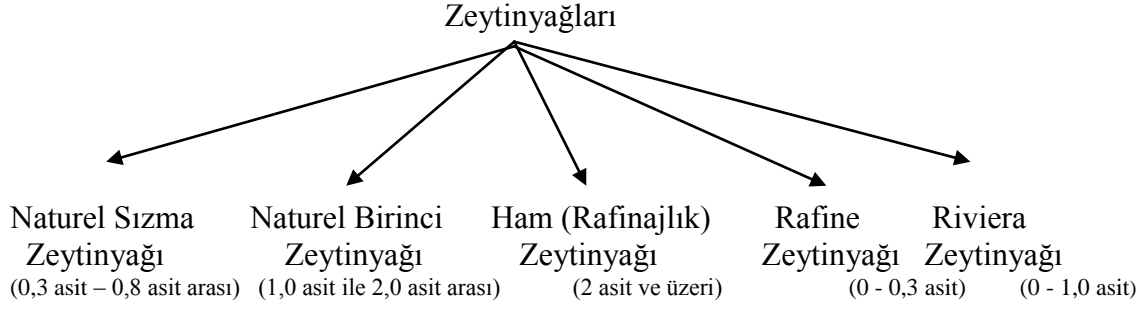 Zeytinyağları
Naturel Sızma Naturel Birinci Ham (Rafinajlık) Rafine Riviera
Zeytinyağı Zeytinyağı Zeytinyağı Zeytinyağı Zeytinyağı
(0,3 asit – 0,8 asit arası) (1,0 asit ile 2,0 asit arası) (2 asit ve üzeri) (0 - 0,3 asit) (0 - 1,0 asit)